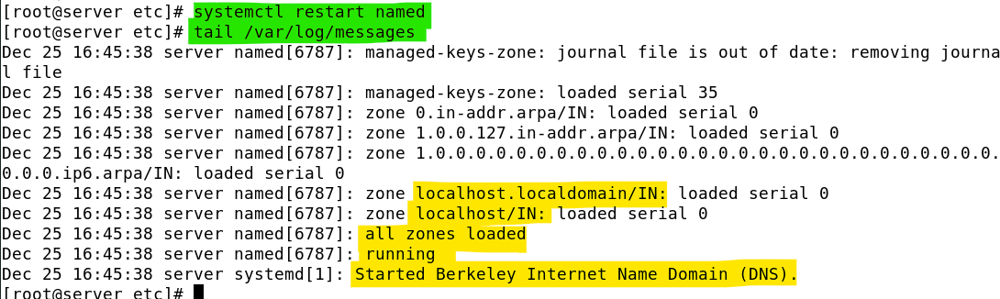 [root@server etc]# systemctl restart named
[root@server etc]# tail /var/log/messages
Dec 25 16:45:38 server named[6787]: managed-keys-zone: journal file is out of date: removing journa
l file
Dec 25 16:45:38 server named[6787]: managed-keys-zone: loaded serial 35
Dec 25 16:45:38 server named[6787]: zone 0.in-addr.arpa/IN: loaded serial 0
Dec 25 16:45:38 server named[6787]: zone 1.0.0.127.in-addr.arpa/IN: loaded serial 0
Dec 25 16:45:38 server named[6787]: zone 1.0.0.0.0.0.0.0.0.0.0.0.0.0.0.0.0.0.0.0.0.0.0.0.0.0.0.0.0.
0.0.0.ip6.arpa/IN: loaded serial 0
Dec 25 16:45:38 server named[6787]: zone localhost.localdomain/IN: loaded serial 0
Dec 25 16:45:38 server named[6787]: zone localhost/IN: loaded serial 0
Dec 25 16:45:38 server named[6787]: all zones loaded
Dec 25 16:45:38 server named[6787]: running
Dec 25 16:45:38 server systemd[1]: Started Berkeley Internet Name Domain (DNS).
[root@server etc]#